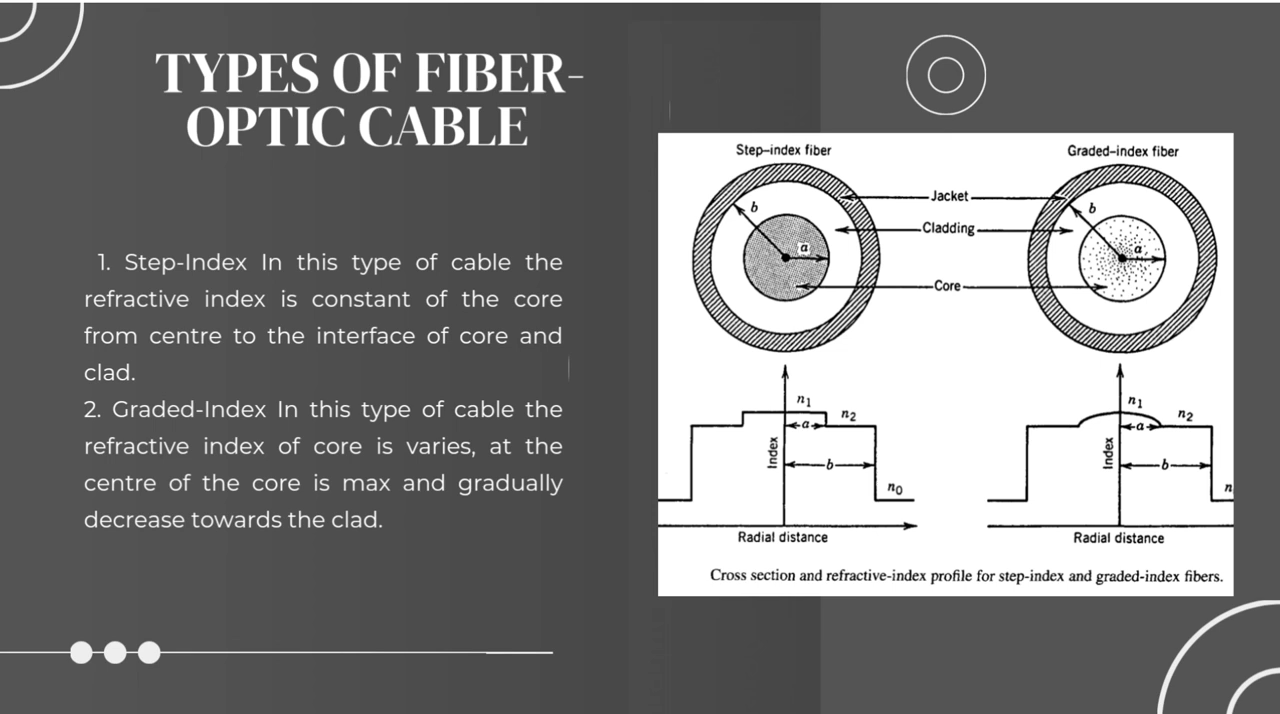 TYPES OF FIBER-
OPTIC CABLE
1. Step-Index In this type of cable the
refractive index is constant of the core
from centre to the interface of core and
clad.
2. Graded-Index In this type of cable the
refractive index of core is varies, at the
centre of the core is max and gradually
decrease towards the clad.
Step-index fiber
Graded-index fiber
Jacket
b
b
Cladding
a
a
Core
n1
n1
n2
n2
a
a
Index
Index
b
b
n0
n
Radial distance
Radial distance
Cross section and refractive-index profile for step-index and graded-index fibers.